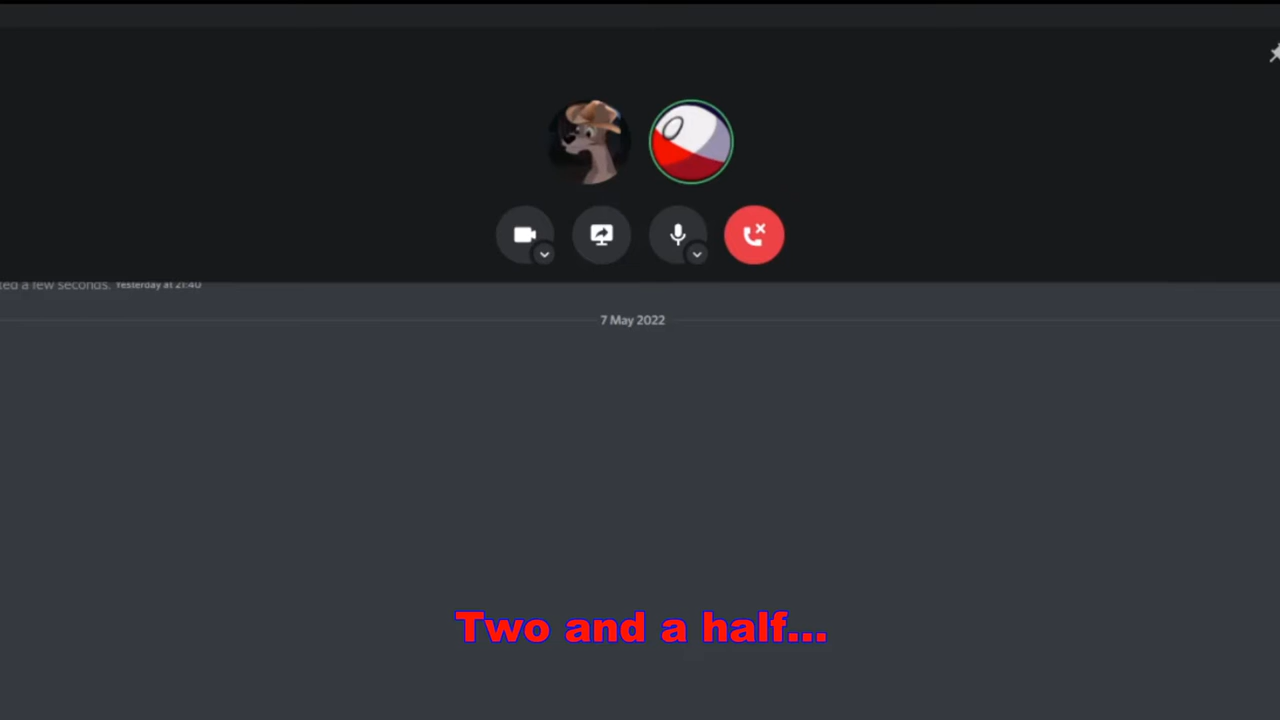 ted a few seconds. Yesterday at 21:40
7 May 2022
Two and a half...